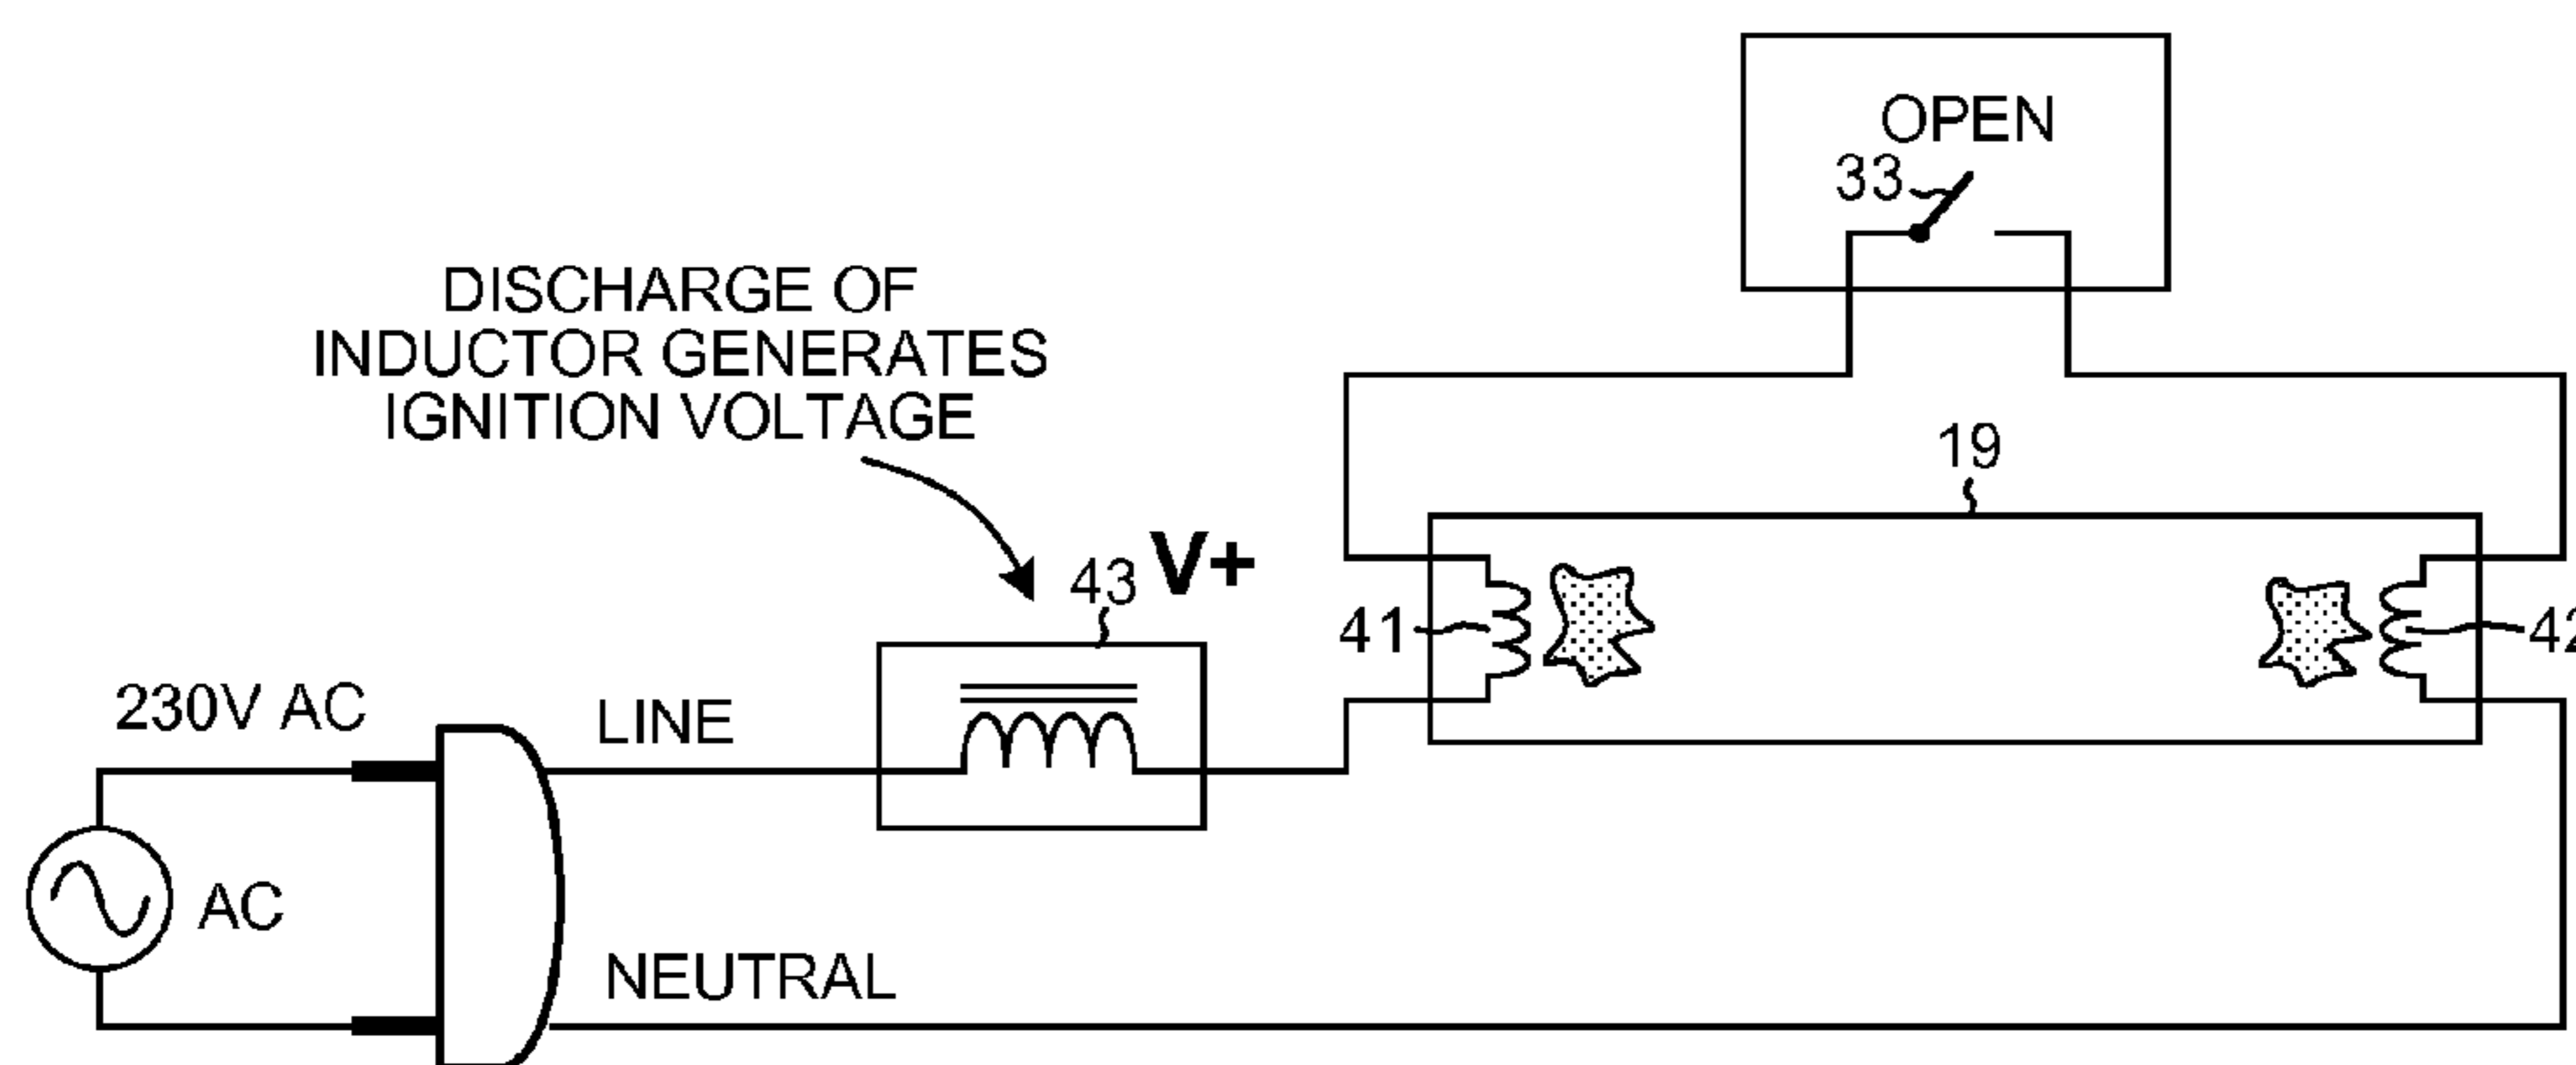 OPEN
33
DISCHARGE OF
INDUCTOR GENERATES
IGNITION VOLTAGE
19
43 V+
41
230V AC
LINE
AC
NEUTRAL